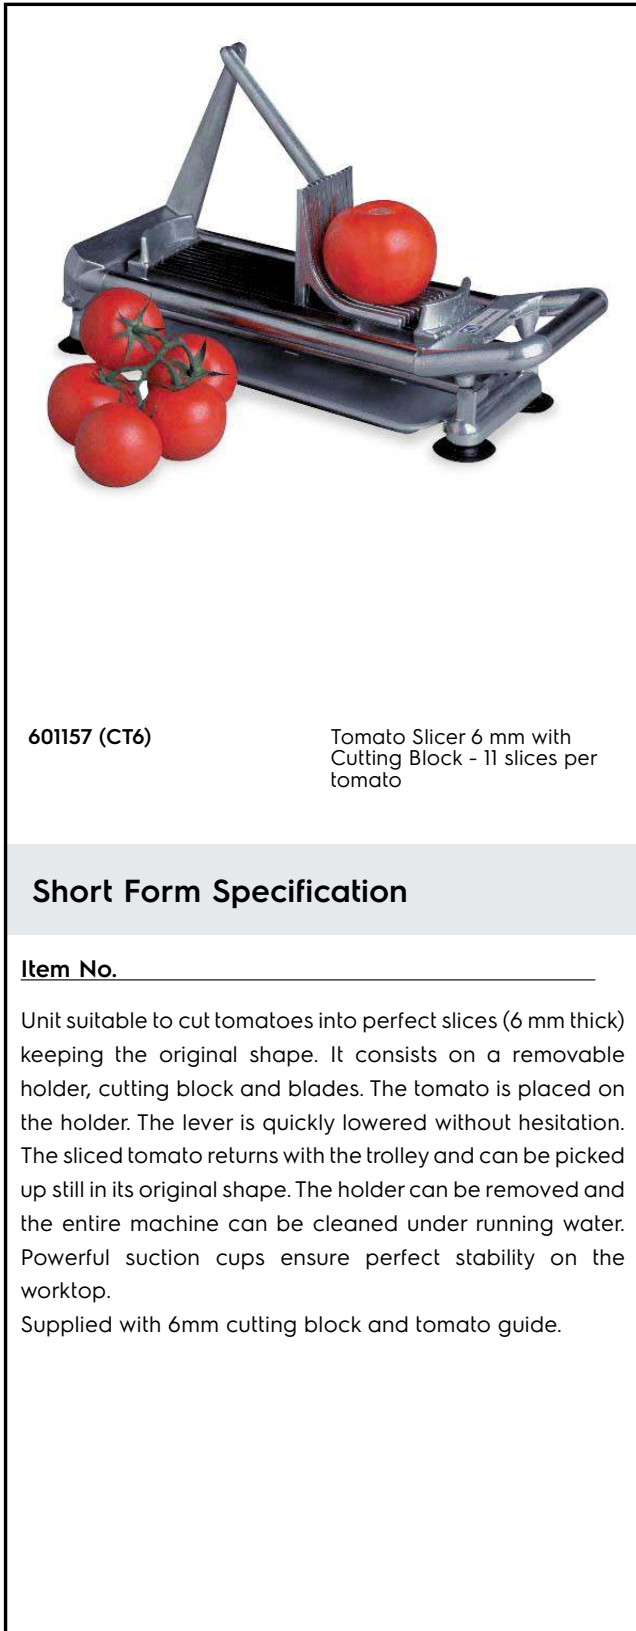 601157 (CT6)
Tomato Slicer 6 mm with
Cutting Block - 11 slices per
tomato
Short Form Specification
Item No.
Unit suitable to cut tomatoes into perfect slices (6 mm thick)
keeping the original shape. It consists on a removable
holder, cutting block and blades. The tomato is placed on
the holder. The lever is quickly lowered without hesitation.
The sliced tomato returns with the trolley and can be picked
up still in its original shape. The holder can be removed and
the entire machine can be cleaned under running water.
Powerful suction cups ensure perfect stability on the
worktop.
Supplied with 6mm cutting block and tomato guide.